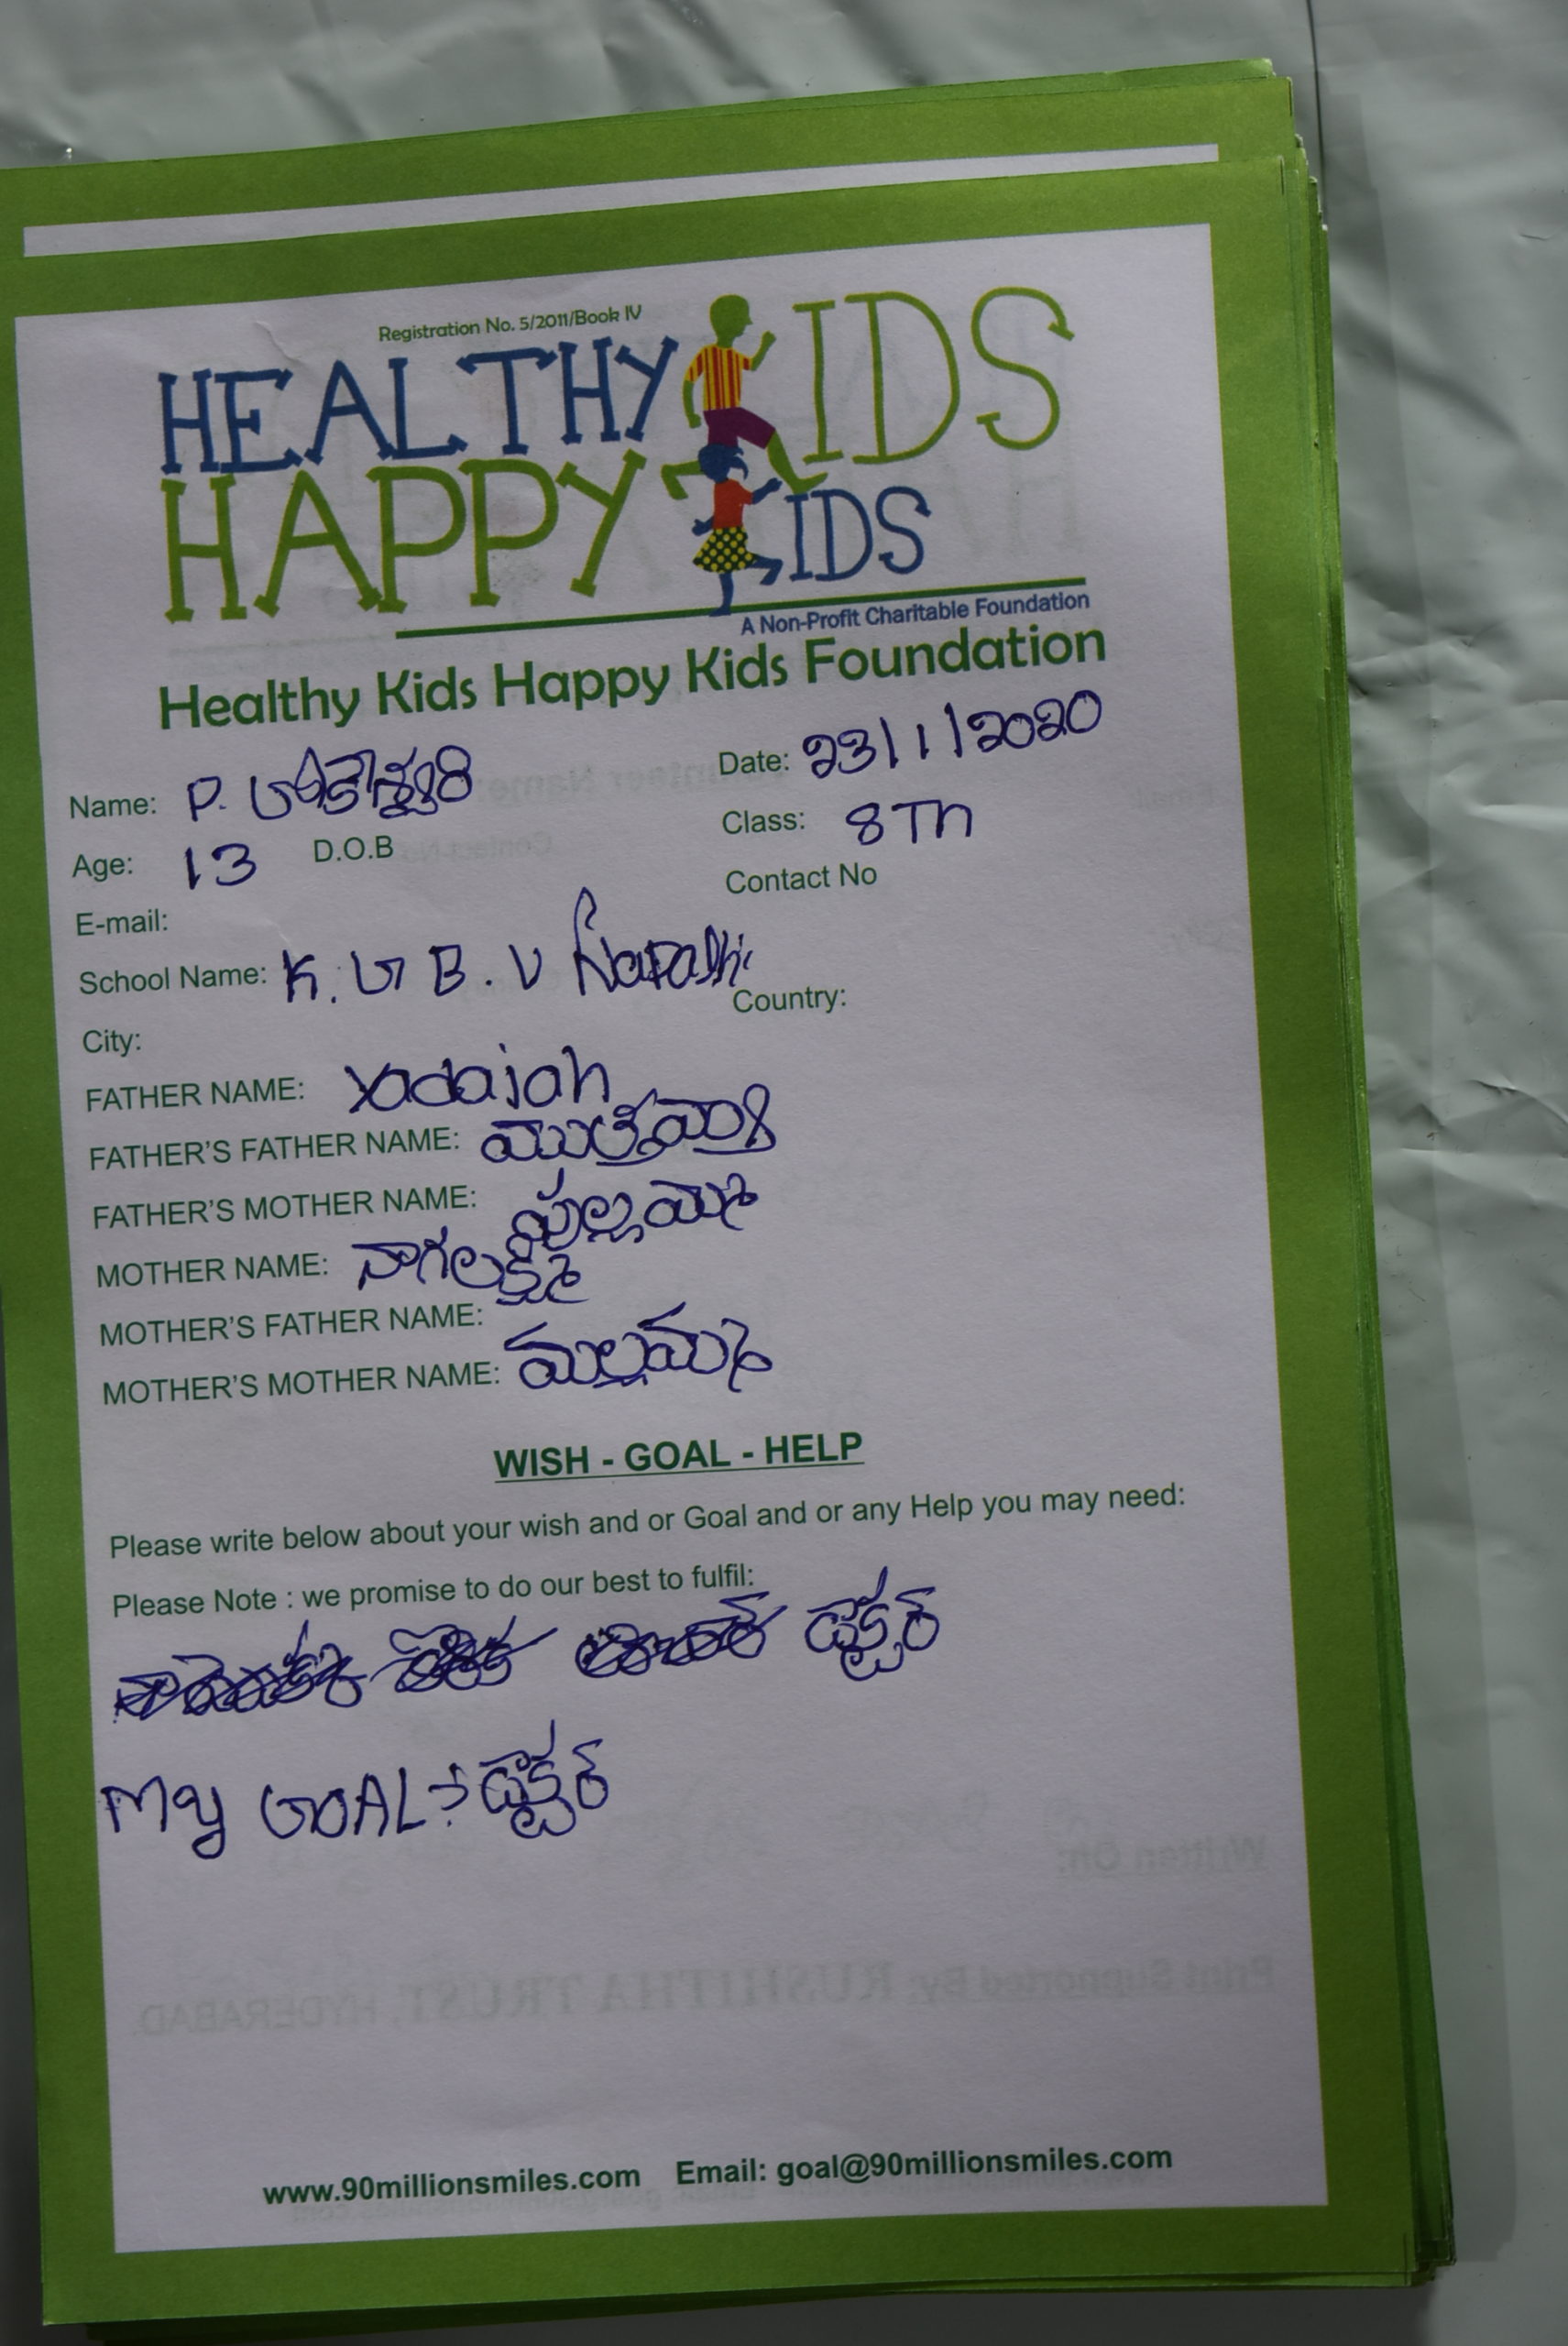 Registration No. 5/2011/Book IV
HEALTHY KIDS
HAPPY KIDS
A Non-Profit Charitable Foundation
Healthy Kids Happy Kids Foundation
Name: P. Date: 23/1/2020
Age: 13 D.O.B Class: 8Th
Contact No
E-mail:
School Name: K. G B. V
City: Country:
FATHER NAME: Yadaiah
FATHER'S FATHER NAME:
FATHER'S MOTHER NAME: పుల్లమ్మ
MOTHER NAME: నాగలక్ష్మి
MOTHER'S FATHER NAME:
MOTHER'S MOTHER NAME: మల్లమ్మ
WISH - GOAL - HELP
Please write below about your wish and or Goal and or any Help you may need:
Please Note : we promise to do our best to fulfil:
డాక్టర్
My GOAL: డాక్టర్
www.90millionsmiles.com Email: goal@90millionsmiles.com